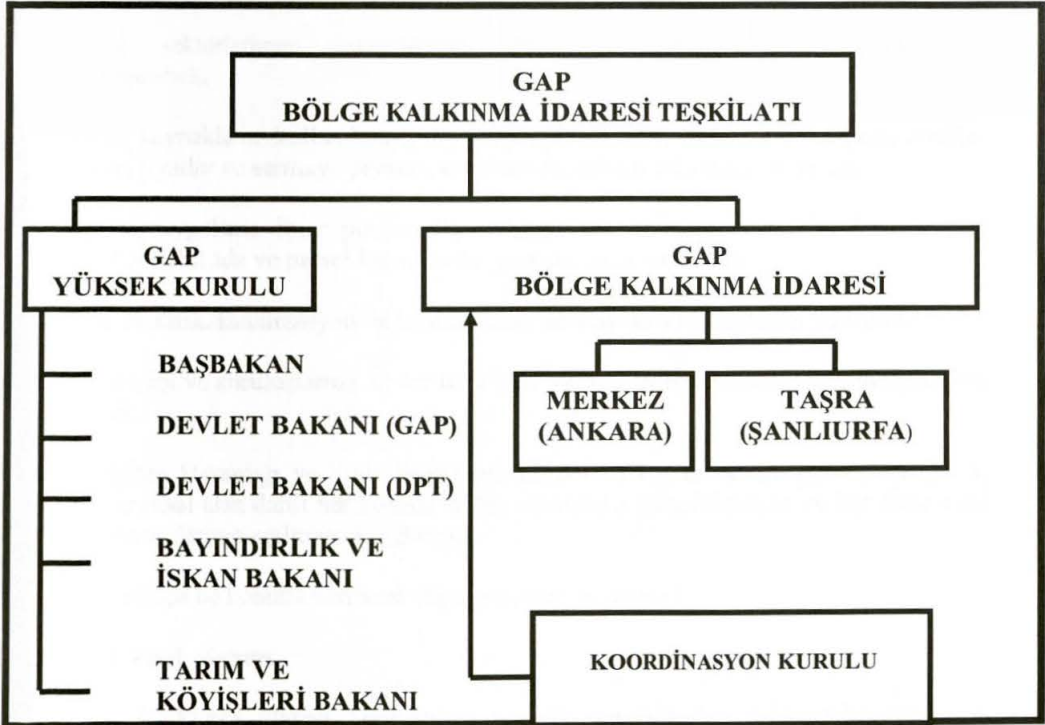 GAP
BÖLGE KALKINMA İDARESİ TEŞKİLATI
GAP
YÜKSEK KURULU
BAŞBAKAN
DEVLET BAKANI (GAP)
DEVLET BAKANI (DPT)
BAYINDIRLIK VE
İSKAN BAKANI
TARIM VE
KÖYİŞLERİ BAKANI
GAP
BÖLGE KALKINMA İDARESİ
MERKEZ
(ANKARA)
TAŞRA
(ŞANLIURFA)
KOORDİNASYON KURULU